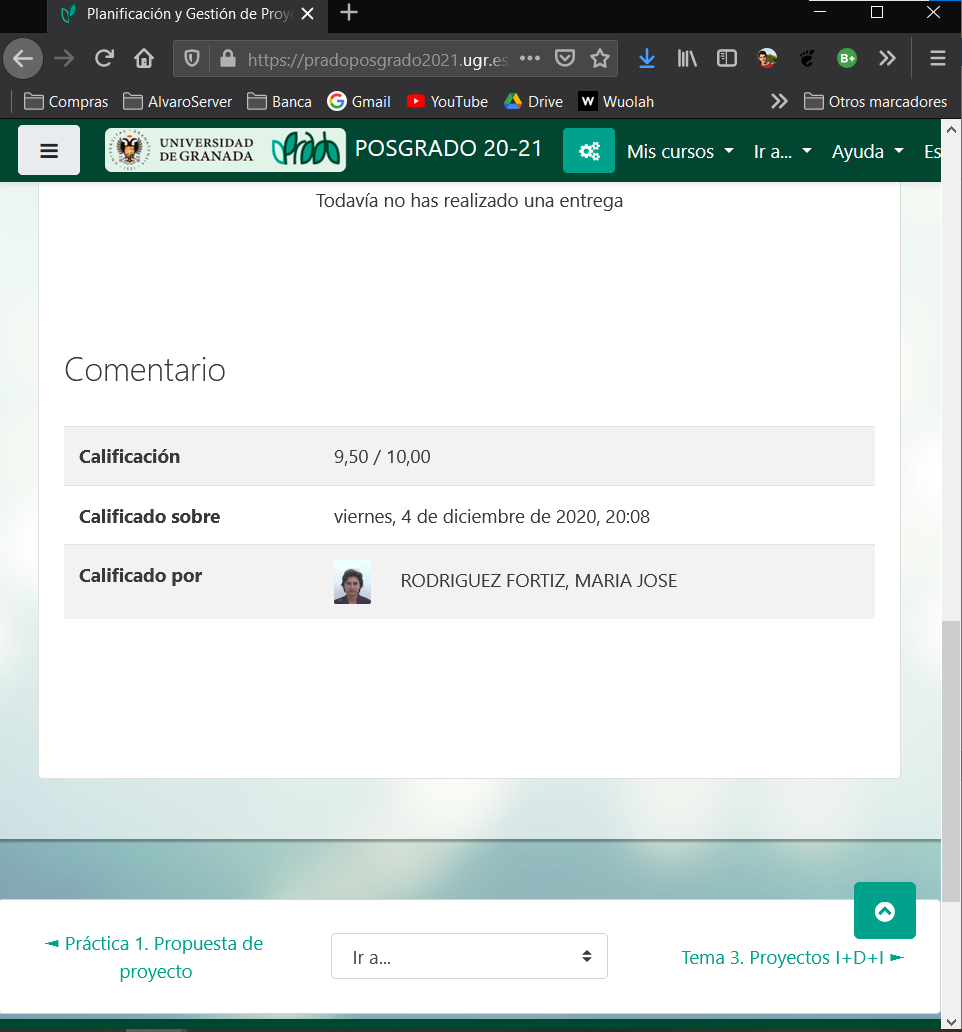 Planificación y Gestión de Proy
https://pradoposgrado2021.ugr.es
B+
Compras AlvaroServer Banca Gmail YouTube Drive W Wuolah Otros marcadores
UNIVERSIDAD DE GRANADA prado POSGRADO 20-21 Mis cursos Ir a... Ayuda Es
Todavía no has realizado una entrega
Comentario
Calificación 9,50 / 10,00
Calificado sobre viernes, 4 de diciembre de 2020, 20:08
Calificado por RODRIGUEZ FORTIZ, MARIA JOSE
◄ Práctica 1. Propuesta de proyecto
Ir a...
Tema 3. Proyectos I+D+I ►